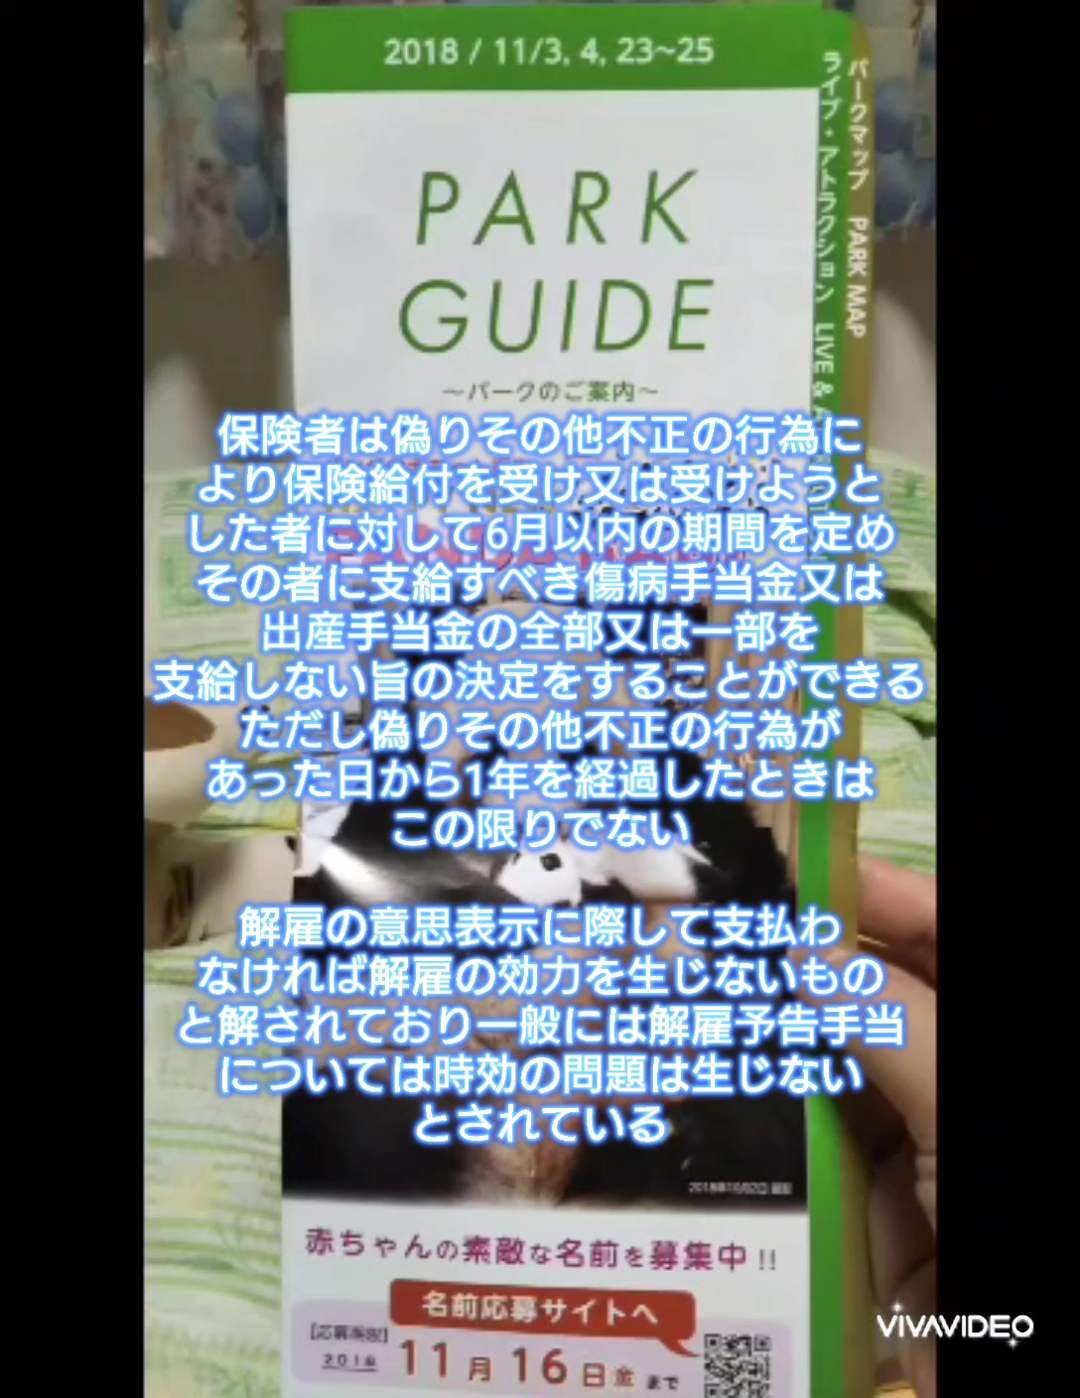 2018 / 11/3, 4, 23~25
PARK
GUIDE
~パークのご案内~
パークマップ PARK MAP
ライブ・アトラクション LIVE &
保険者は偽りその他不正の行為に
より保険給付を受け又は受けようと
した者に対して6月以内の期間を定め
その者に支給すべき傷病手当金又は
出産手当金の全部又は一部を
支給しない旨の決定をすることができる
ただし偽りその他不正の行為が
あった日から1年を経過したときは
この限りでない
解雇の意思表示に際して支払わ
なければ解雇の効力を生じないもの
と解されており一般には解雇予告手当
については時効の問題は生じない
とされている
赤ちゃんの素敵な名前を募集中!!
名前応募サイトへ
[応募期限]
2018 11月16日金まで
VIVAVIDEO